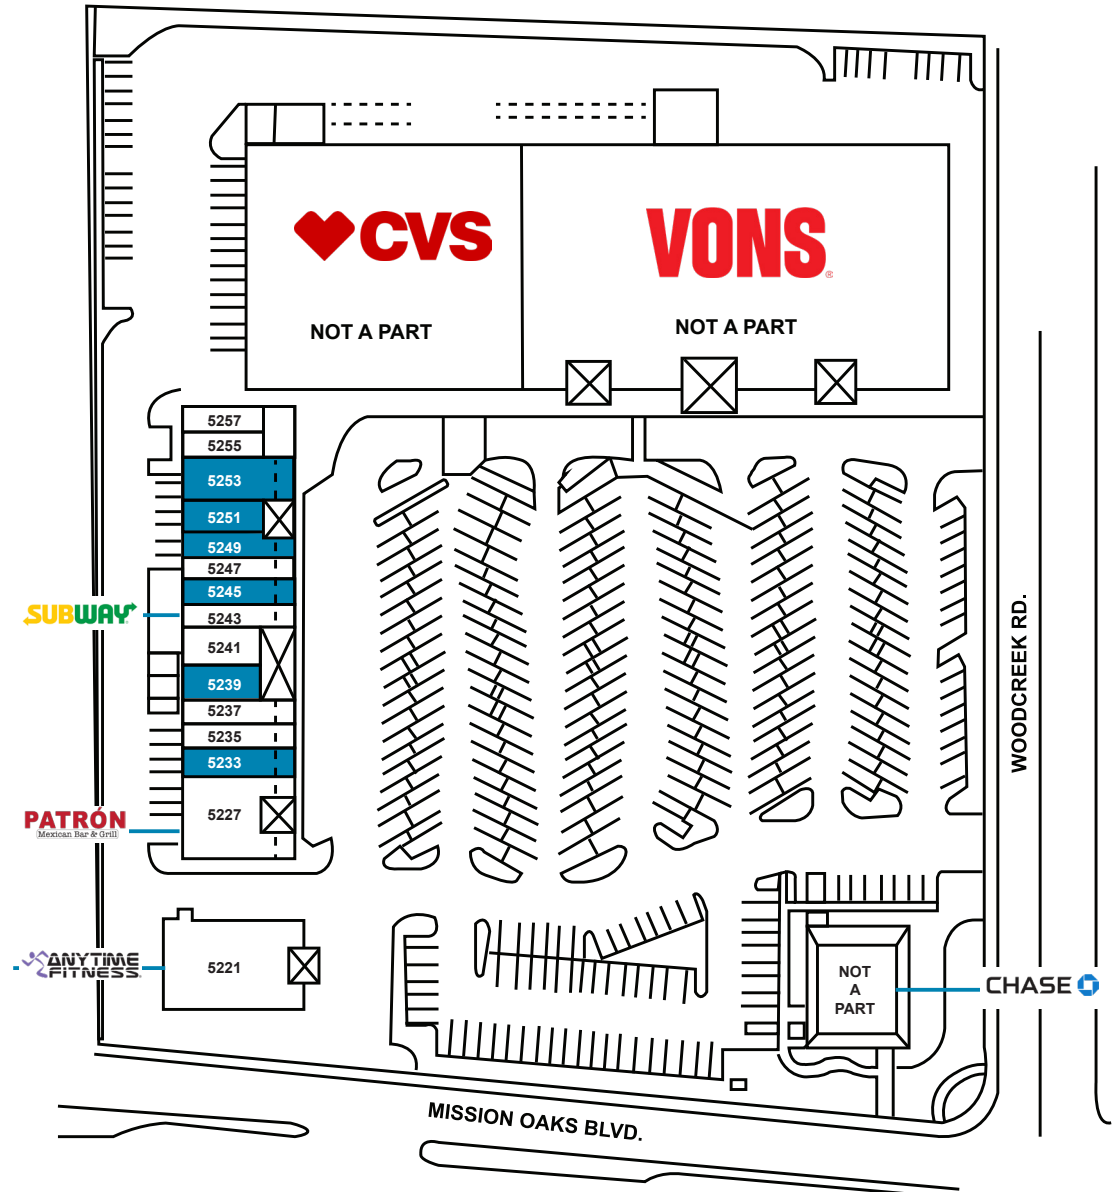 CVS
VONS®
NOT A PART
NOT A PART
5257
5255
5253
5251
5249
5247
5245
SUBWAY
5243
5241
5239
5237
5235
5233
PATRÓN
Mexican Bar & Grill
5227
ANYTIME
FITNESS
5221
NOT
A
PART
CHASE
WOODCREEK RD.
MISSION OAKS BLVD.